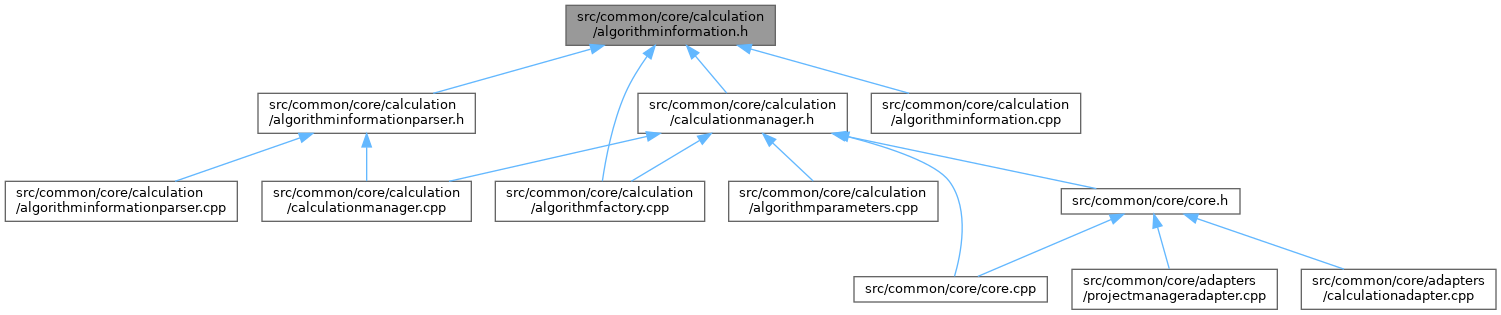 src/common/core/calculation
/algorithminformation.h
src/common/core/calculation
/algorithminformationparser.h
src/common/core/calculation
/calculationmanager.h
src/common/core/calculation
/algorithminformation.cpp
src/common/core/calculation
/algorithminformationparser.cpp
src/common/core/calculation
/calculationmanager.cpp
src/common/core/calculation
/algorithmfactory.cpp
src/common/core/calculation
/algorithmparameters.cpp
src/common/core/core.h
src/common/core/core.cpp
src/common/core/adapters
/projectmanageradapter.cpp
src/common/core/adapters
/calculationadapter.cpp